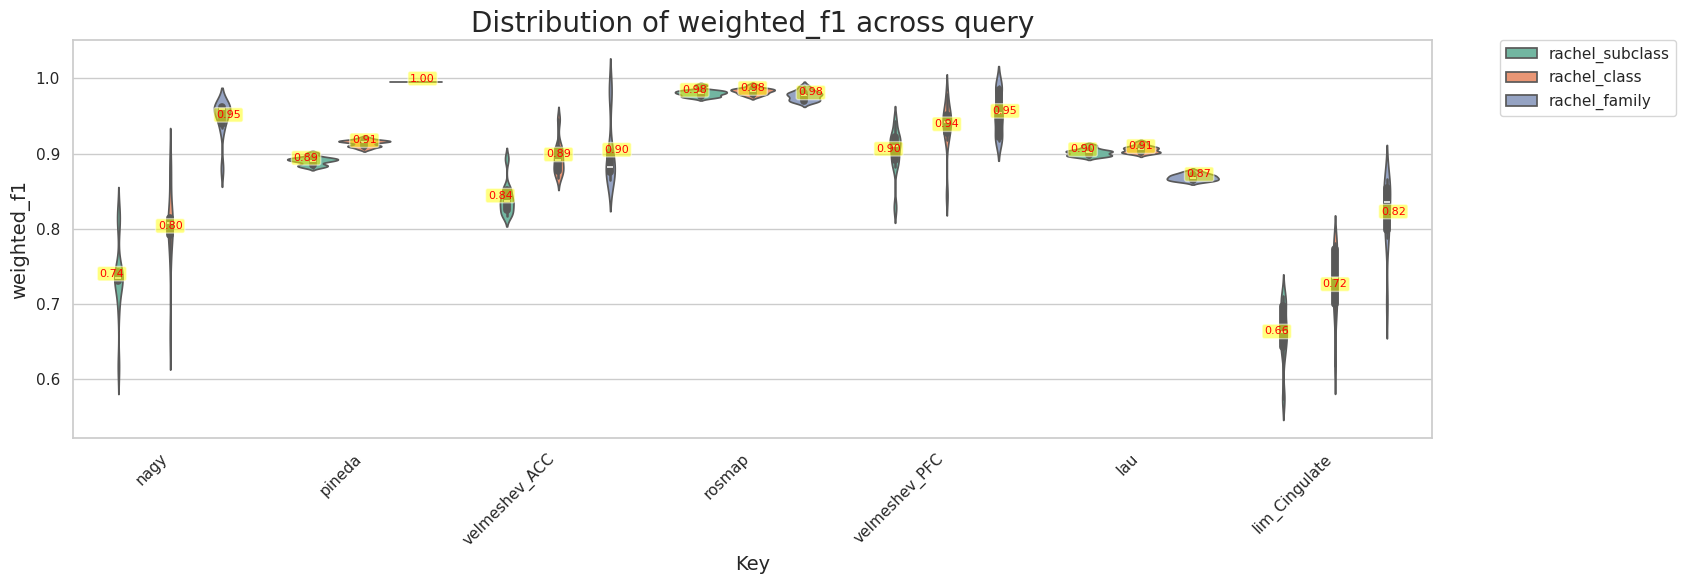 Distribution of weighted_f1 across query
rachel_subclass
rachel_class
rachel_family
weighted_f1
1.0
0.9
0.8
0.7
0.6
0.74
0.80
0.95
0.89
0.91
1.00
0.84
0.89
0.90
0.98
0.98
0.98
0.90
0.94
0.95
0.90
0.91
0.87
0.66
0.72
0.82
nagy
pineda
velmeshev_ACC
rosmap
velmeshev_PFC
lau
lim_Cingulate
Key